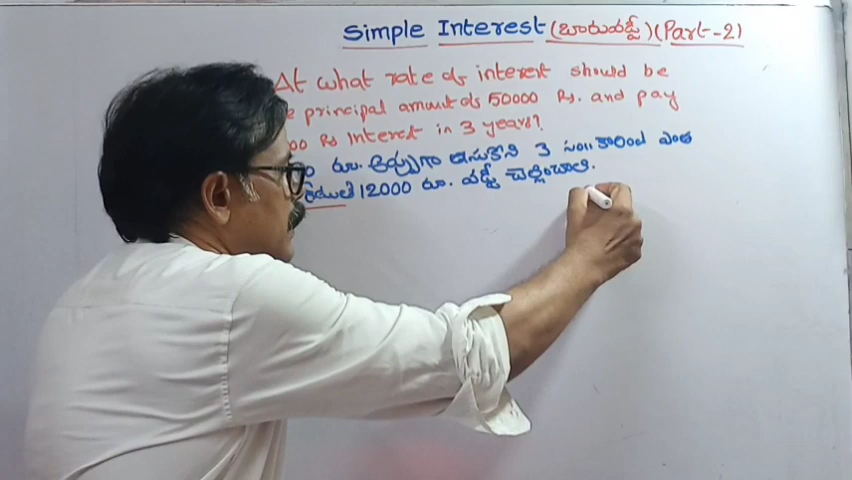 Simple Interest (బారువడ్డీ) (Part-2)
At what rate of interest should be
principal amount of 50000 Rs. and pay
00 Rs interest in 3 years?
రూ. అప్పుగా తీసుకొని 3 సం॥ కాలానికి ఎంత
12000 రూ. వడ్డీ చెల్లించాలి.